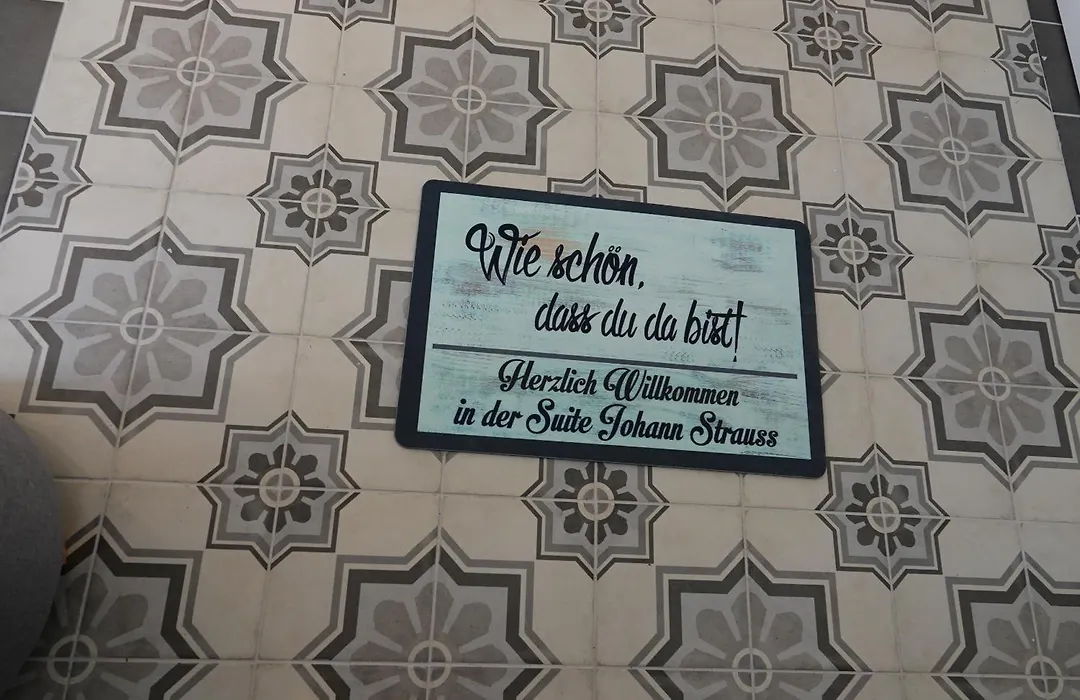 Wie schön,
dass du da bist!
Herzlich Willkommen
in der Suite Johann Strauss